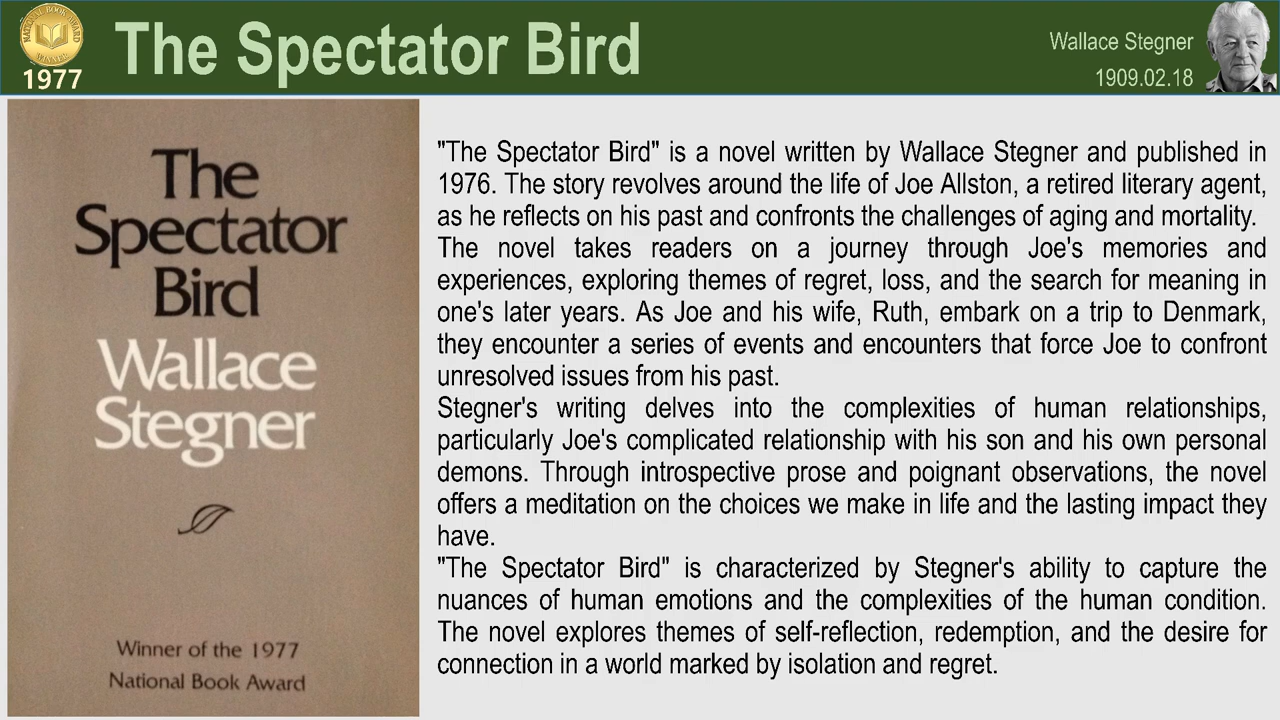 NATIONAL BOOK AWARD
WINNER
1977
The Spectator Bird
Wallace Stegner
1909.02.18
The
Spectator
Bird
Wallace
Stegner
Winner of the 1977
National Book Award
"The Spectator Bird" is a novel written by Wallace Stegner and published in
1976. The story revolves around the life of Joe Allston, a retired literary agent,
as he reflects on his past and confronts the challenges of aging and mortality.
The novel takes readers on a journey through Joe's memories and
experiences, exploring themes of regret, loss, and the search for meaning in
one's later years. As Joe and his wife, Ruth, embark on a trip to Denmark,
they encounter a series of events and encounters that force Joe to confront
unresolved issues from his past.
Stegner's writing delves into the complexities of human relationships,
particularly Joe's complicated relationship with his son and his own personal
demons. Through introspective prose and poignant observations, the novel
offers a meditation on the choices we make in life and the lasting impact they
have.
"The Spectator Bird" is characterized by Stegner's ability to capture the
nuances of human emotions and the complexities of the human condition.
The novel explores themes of self-reflection, redemption, and the desire for
connection in a world marked by isolation and regret.